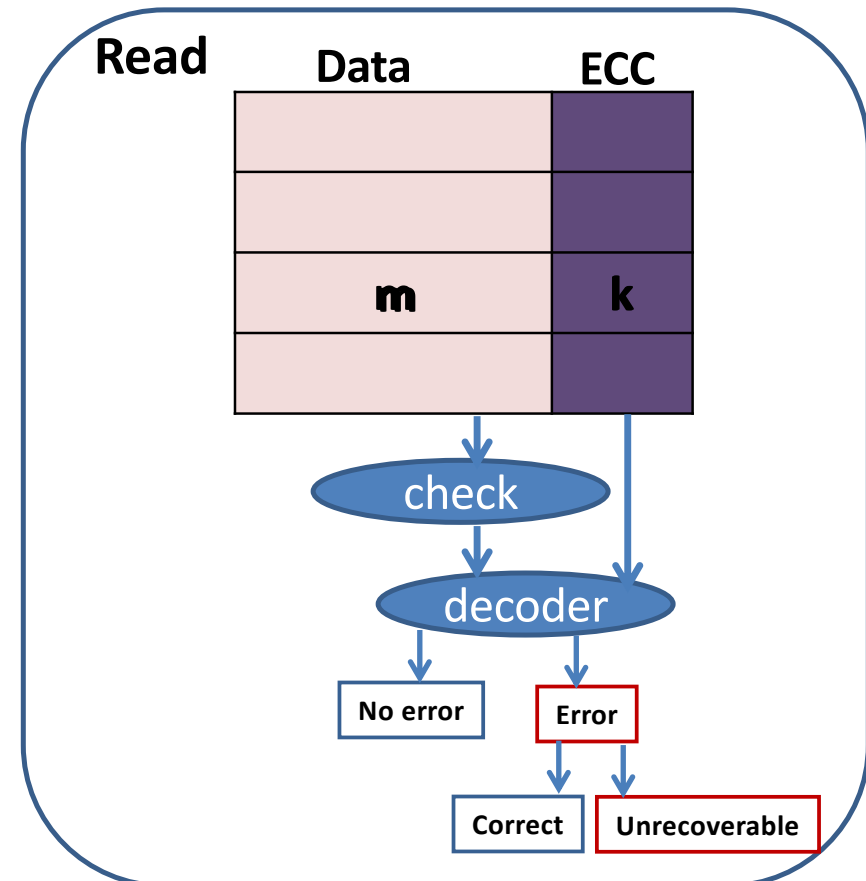 Read
Data ECC
m k
check
decoder
No error Error
Correct Unrecoverable